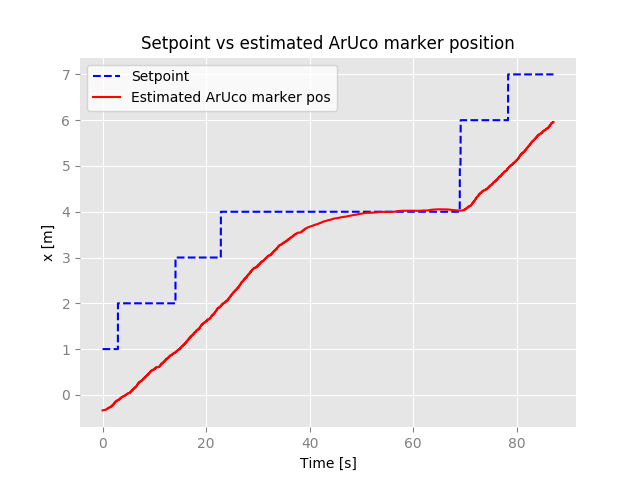 Setpoint vs estimated ArUco marker position
Setpoint
Estimated ArUco marker pos
7
6
5
4
3
2
1
0
x [m]
0 20 40 60 80
Time [s]